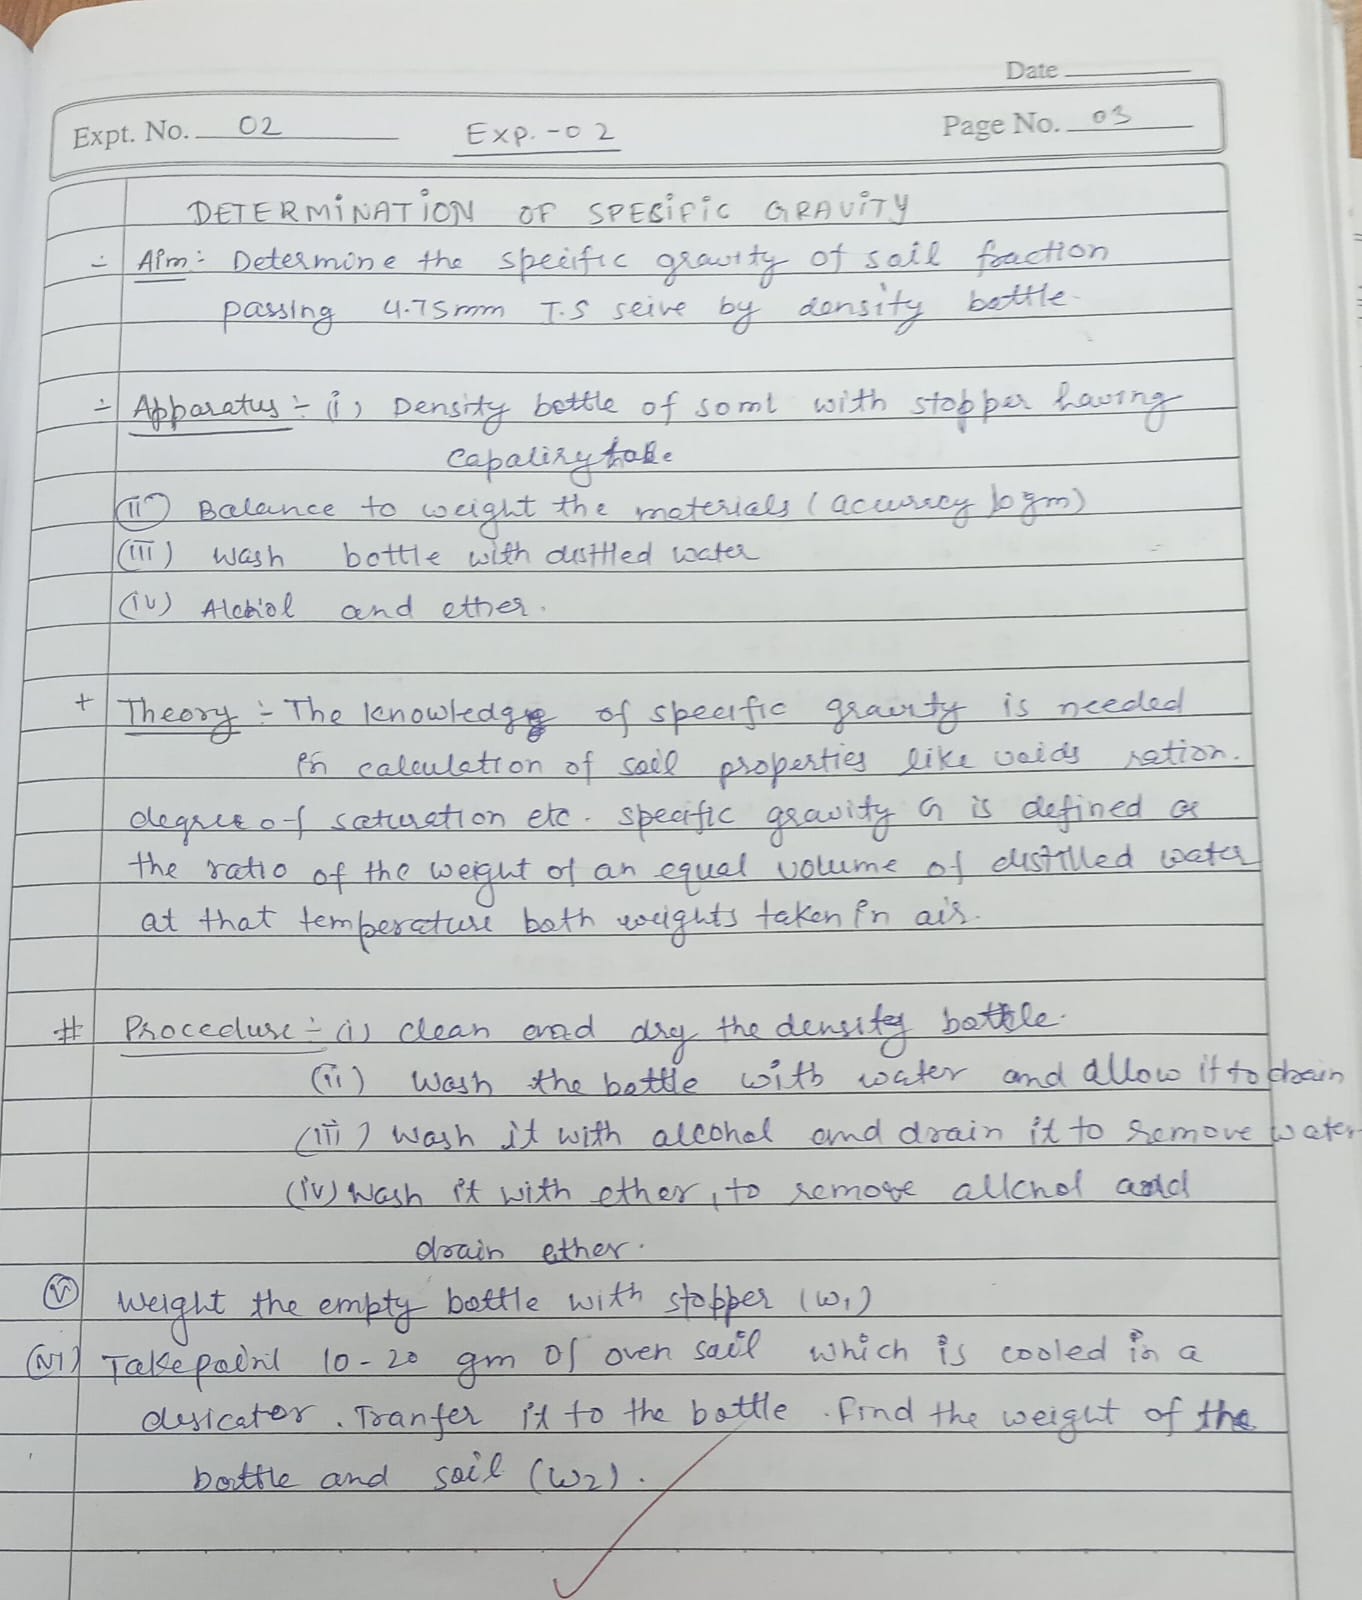 Date
Expt. No. 02 Exp.-02 Page No. 03
DETERMINATION OF SPECIFIC GRAVITY
Aim: Determine the specific gravity of soil fraction
passing 4.75mm I.S seive by density bottle.
Apparatus :- (i) Density bottle of 50ml with stopper having
(ii) Balance to weight the materials (accuracy 10gm)
(iii) wash bottle with distilled water
(iv) Alcohol and ether.
+ Theory :- The knowledge of specific gravity is needed
in calculation of soil properties like voids ration.
degree of saturation etc. specific gravity G is defined as
the ratio of the weight of an equal volume of distilled water
at that temperature both weights taken in air.
# Procedure :- (i) clean and dry the density bottle.
(ii) wash the bottle with water and allow it to drain
(iii) wash it with alcohol and drain it to remove water
(iv) wash it with ether, to remove allchol and
drain ether.
(v) weight the empty bottle with stopper (w1)
(vi) Take 10-20 gm of oven soil which is cooled in a
desicator. Tranfer it to the bottle. find the weight of the
bottle and soil (w2).